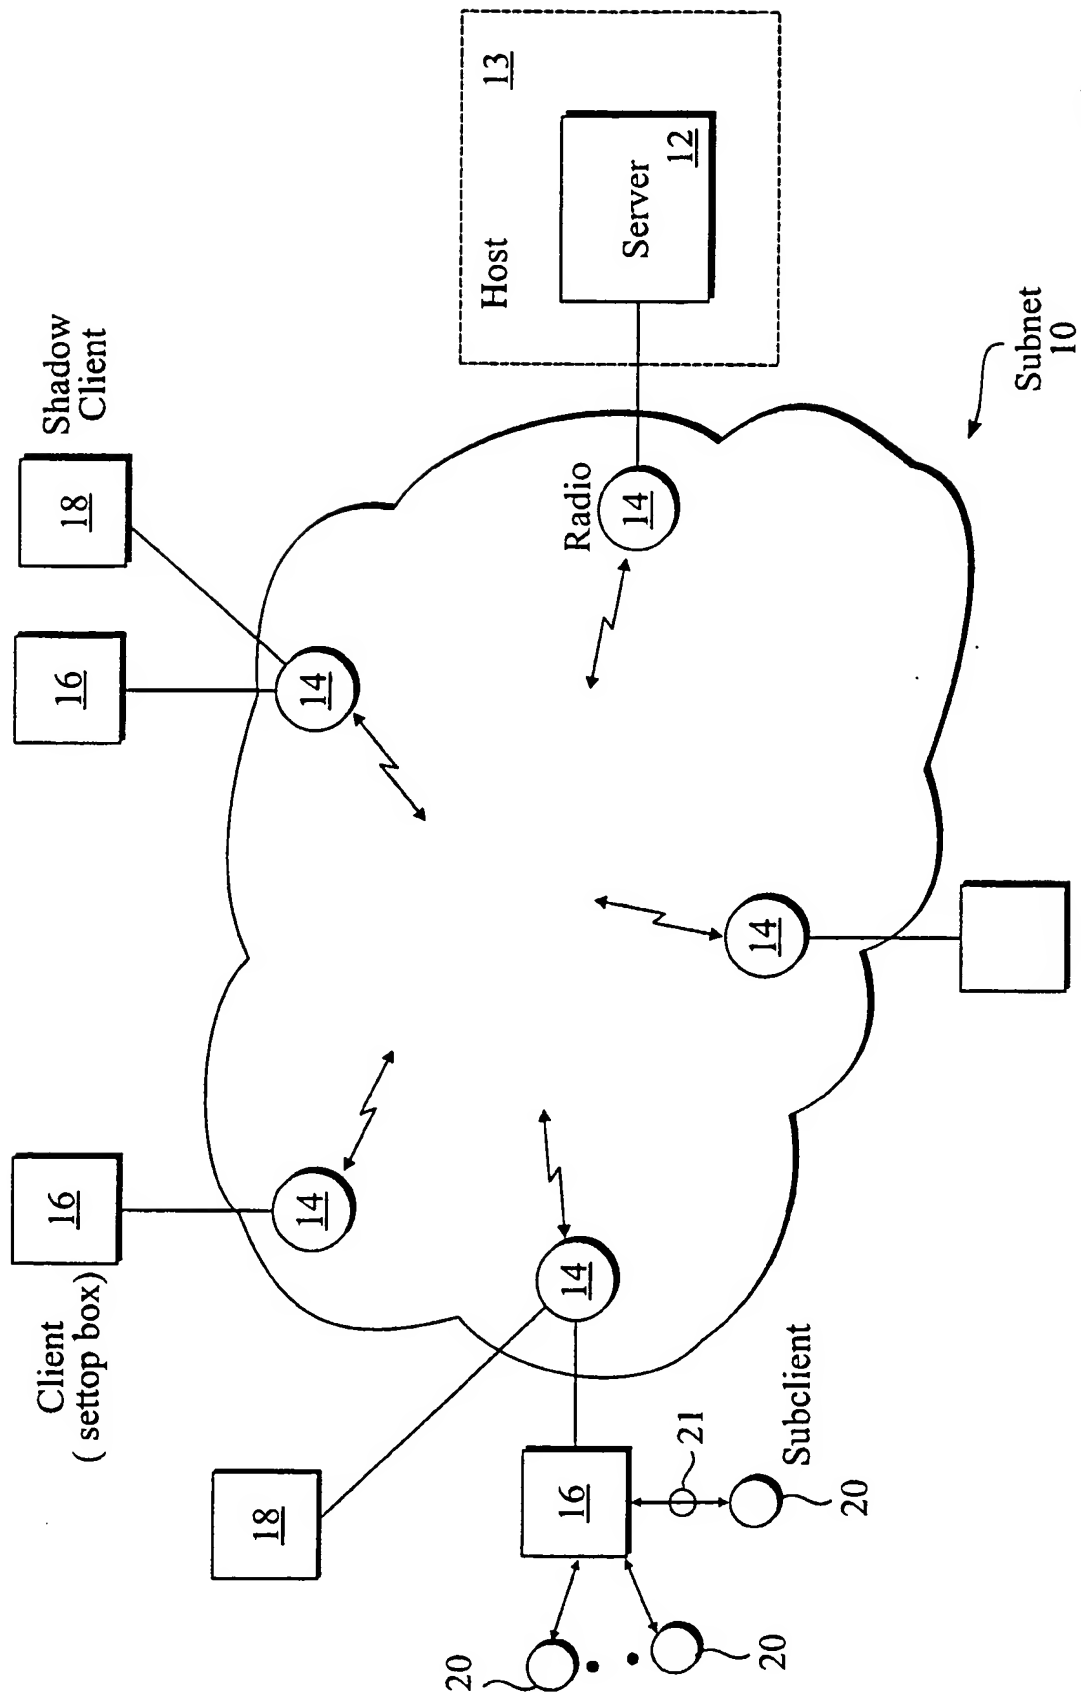 Client
( settop box)
16
16
18
Shadow
Client
18
14
14
20
Host
13
16
14
Radio
14
Server
12
21
14
20
Subclient
20
Subnet
10